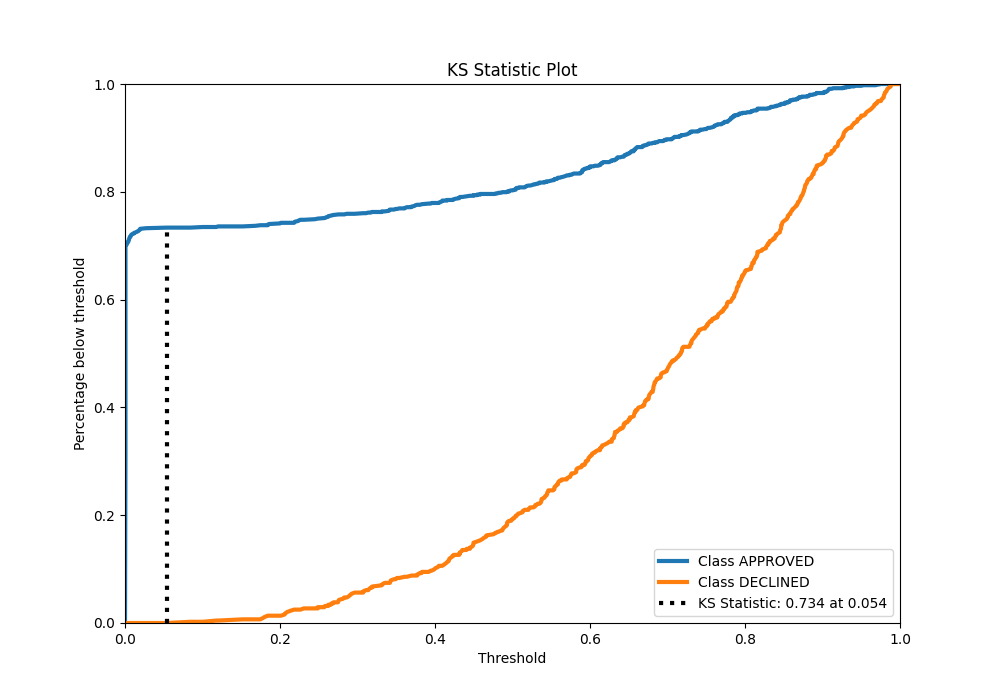 KS Statistic Plot
1.0
0.8
0.6
0.4
0.2
0.0
Percentage below threshold
0.0 0.2 0.4 0.6 0.8 1.0
Threshold
Class APPROVED
Class DECLINED
KS Statistic: 0.734 at 0.054